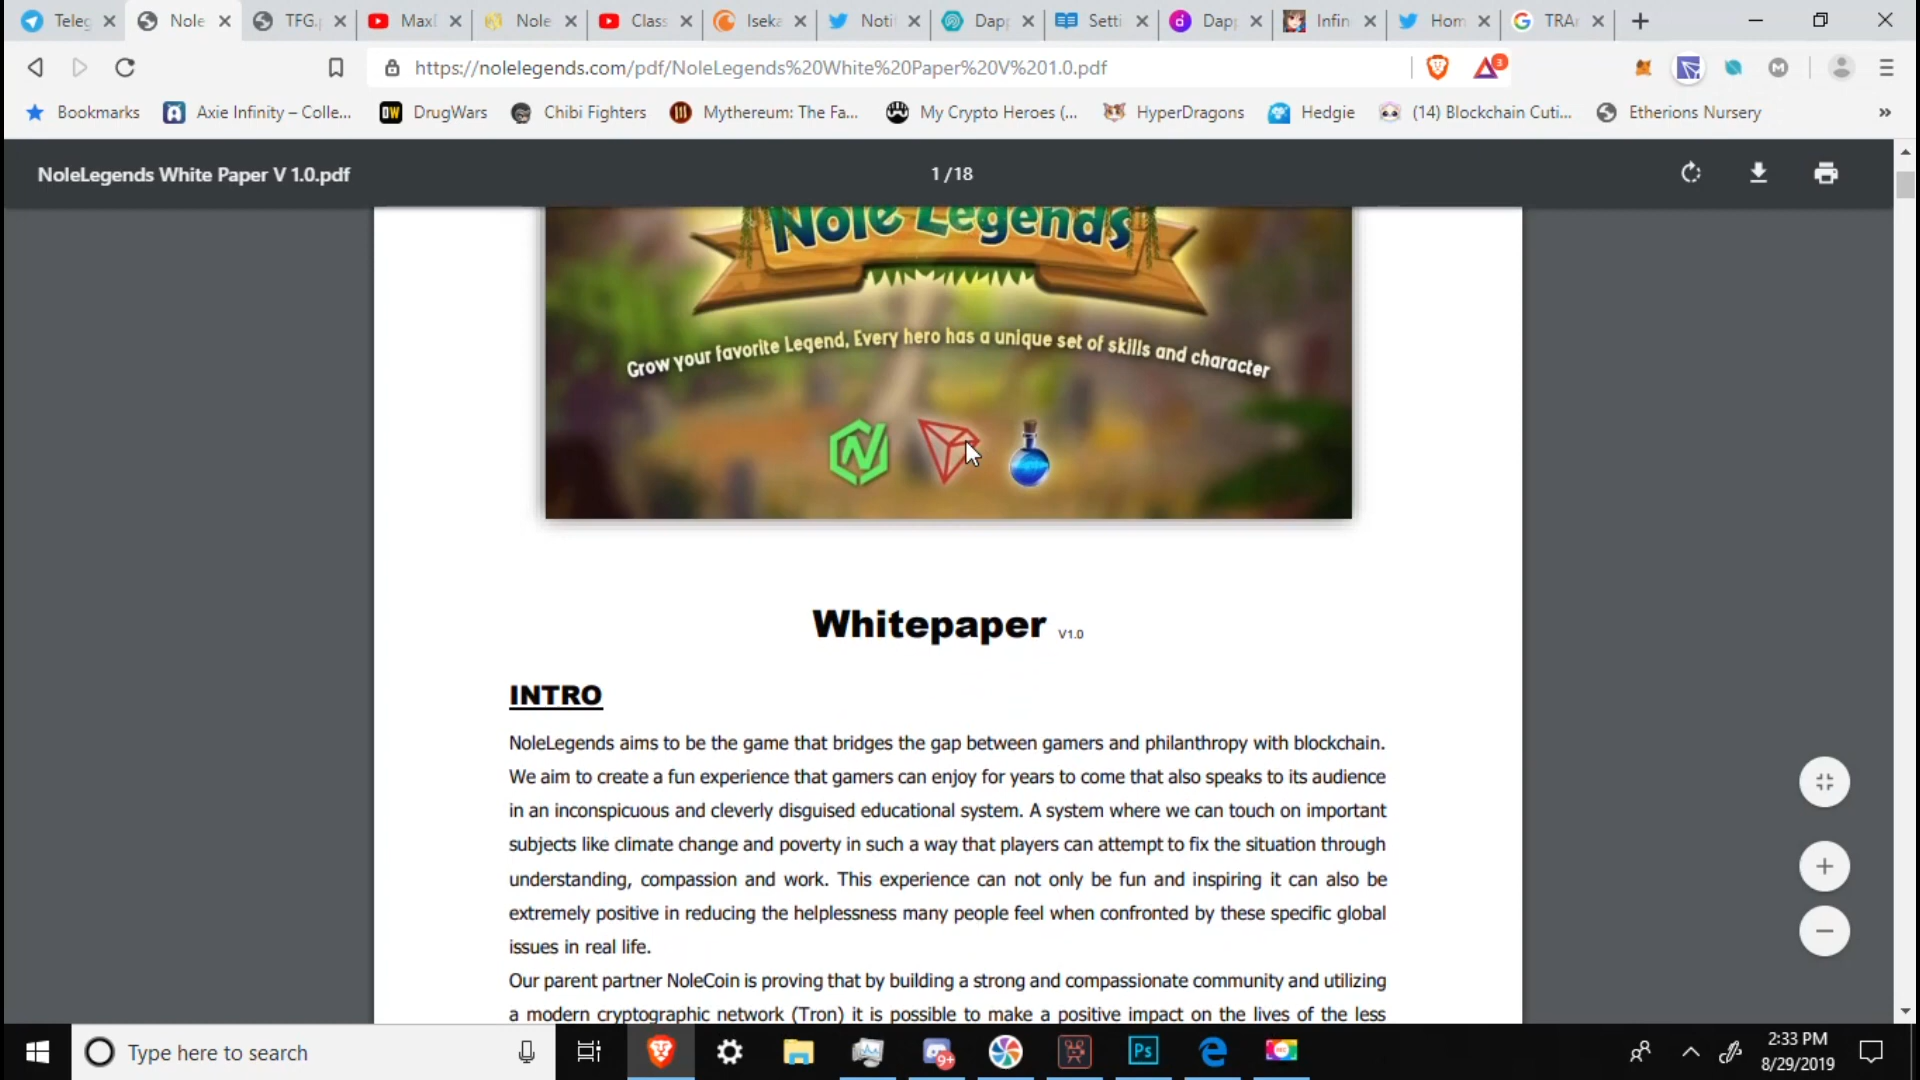 Teleg
Nole
TFG.p
MaxI
Nole
Class
Iseka
Noti
Dapp
Setti
Dapp
Infin
Hom
TRA
https://nolelegends.com/pdf/NoleLegends%20White%20Paper%20V%201.0.pdf
3
M
Bookmarks
Axie Infinity – Colle...
DW
DrugWars
Chibi Fighters
Mythereum: The Fa...
My Crypto Heroes (...
HyperDragons
Hedgie
(14) Blockchain Cuti...
Etherions Nursery
»
NoleLegends White Paper V 1.0.pdf
1 / 18
Nole Legends
Grow your favorite Legend, Every hero has a unique set of skills and character
Whitepaper V1.0
INTRO
NoleLegends aims to be the game that bridges the gap between gamers and philanthropy with blockchain.
We aim to create a fun experience that gamers can enjoy for years to come that also speaks to its audience
in an inconspicuous and cleverly disguised educational system. A system where we can touch on important
subjects like climate change and poverty in such a way that players can attempt to fix the situation through
understanding, compassion and work. This experience can not only be fun and inspiring it can also be
extremely positive in reducing the helplessness many people feel when confronted by these specific global
issues in real life.
Our parent partner NoleCoin is proving that by building a strong and compassionate community and utilizing
a modern cryptographic network (Tron) it is possible to make a positive impact on the lives of the less
Type here to search
9+
Ps
2:33 PM
8/29/2019